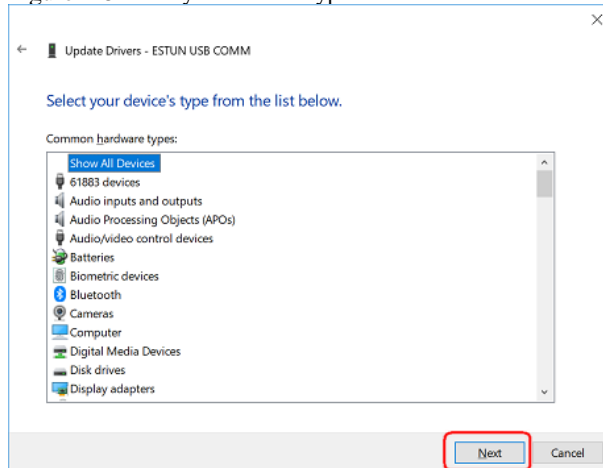 Update Drivers - ESTUN USB COMM
Select your device's type from the list below.
Common hardware types:
Show All Devices
61883 devices
Audio inputs and outputs
Audio Processing Objects (APOs)
Audio/video control devices
Batteries
Biometric devices
Bluetooth
Cameras
Computer
Digital Media Devices
Disk drives
Display adapters
Next Cancel